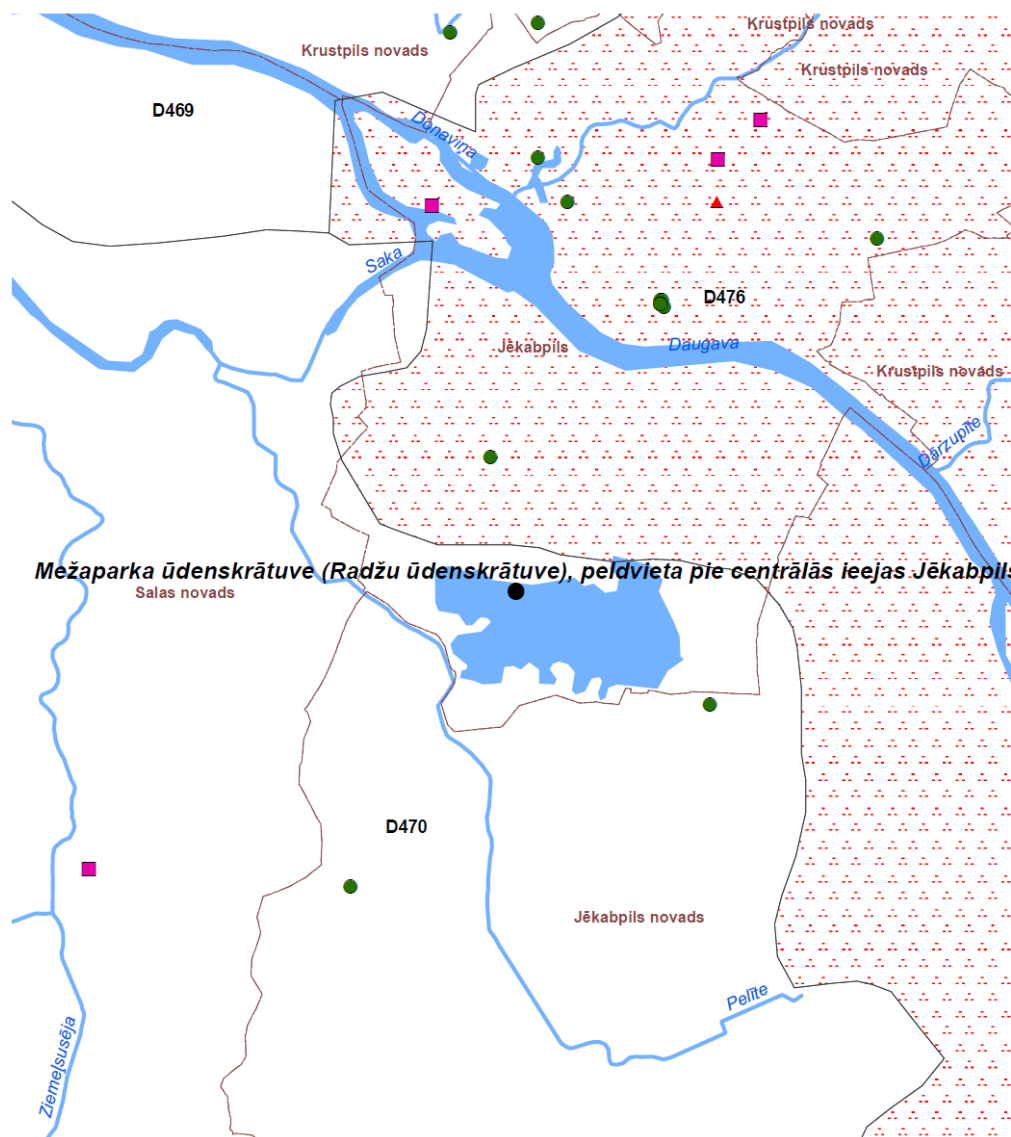 Krustpils novads
Krustpils novads
Krustpils novads
D469
Donaviņa
Saka
D476
Jēkabpils
Daugava
Krustpils novads
Dārzupīte
Mežaparka ūdenskrātuve (Radžu ūdenskrātuve), peldvieta pie centrālās ieejas Jēkabpils
Salas novads
D470
Jēkabpils novads
Pelīte
Ziemeļsusēja